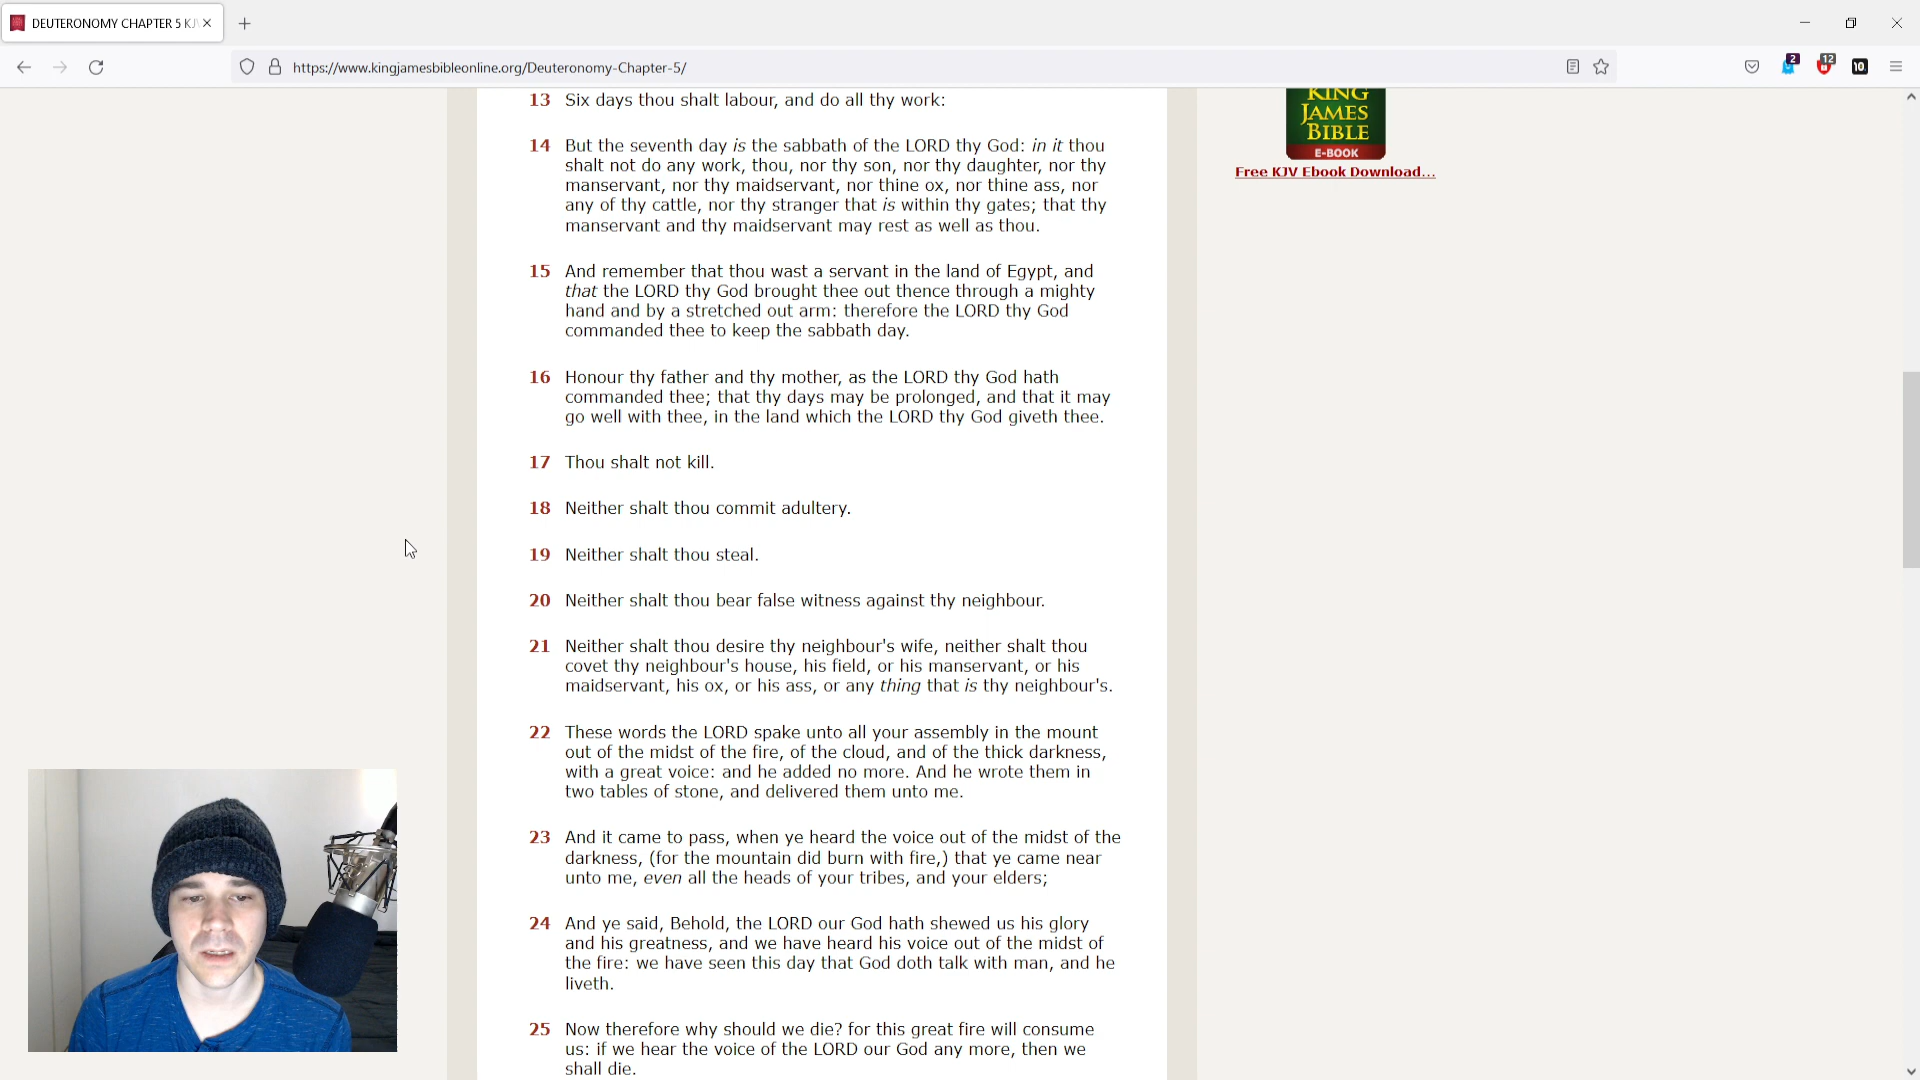 DEUTERONOMY CHAPTER 5 KJ
https://www.kingjamesbibleonline.org/Deuteronomy-Chapter-5/
2
12
10
13 Six days thou shalt labour, and do all thy work:
14 But the seventh day is the sabbath of the LORD thy God: in it thou
shalt not do any work, thou, nor thy son, nor thy daughter, nor thy
manservant, nor thy maidservant, nor thine ox, nor thine ass, nor
any of thy cattle, nor thy stranger that is within thy gates; that thy
manservant and thy maidservant may rest as well as thou.
15 And remember that thou wast a servant in the land of Egypt, and
that the LORD thy God brought thee out thence through a mighty
hand and by a stretched out arm: therefore the LORD thy God
commanded thee to keep the sabbath day.
16 Honour thy father and thy mother, as the LORD thy God hath
commanded thee; that thy days may be prolonged, and that it may
go well with thee, in the land which the LORD thy God giveth thee.
17 Thou shalt not kill.
18 Neither shalt thou commit adultery.
19 Neither shalt thou steal.
20 Neither shalt thou bear false witness against thy neighbour.
21 Neither shalt thou desire thy neighbour's wife, neither shalt thou
covet thy neighbour's house, his field, or his manservant, or his
maidservant, his ox, or his ass, or any thing that is thy neighbour's.
22 These words the LORD spake unto all your assembly in the mount
out of the midst of the fire, of the cloud, and of the thick darkness,
with a great voice: and he added no more. And he wrote them in
two tables of stone, and delivered them unto me.
23 And it came to pass, when ye heard the voice out of the midst of the
darkness, (for the mountain did burn with fire,) that ye came near
unto me, even all the heads of your tribes, and your elders;
24 And ye said, Behold, the LORD our God hath shewed us his glory
and his greatness, and we have heard his voice out of the midst of
the fire: we have seen this day that God doth talk with man, and he
liveth.
25 Now therefore why should we die? for this great fire will consume
us: if we hear the voice of the LORD our God any more, then we
shall die.
KING
JAMES
BIBLE
E-BOOK
Free KJV Ebook Download...